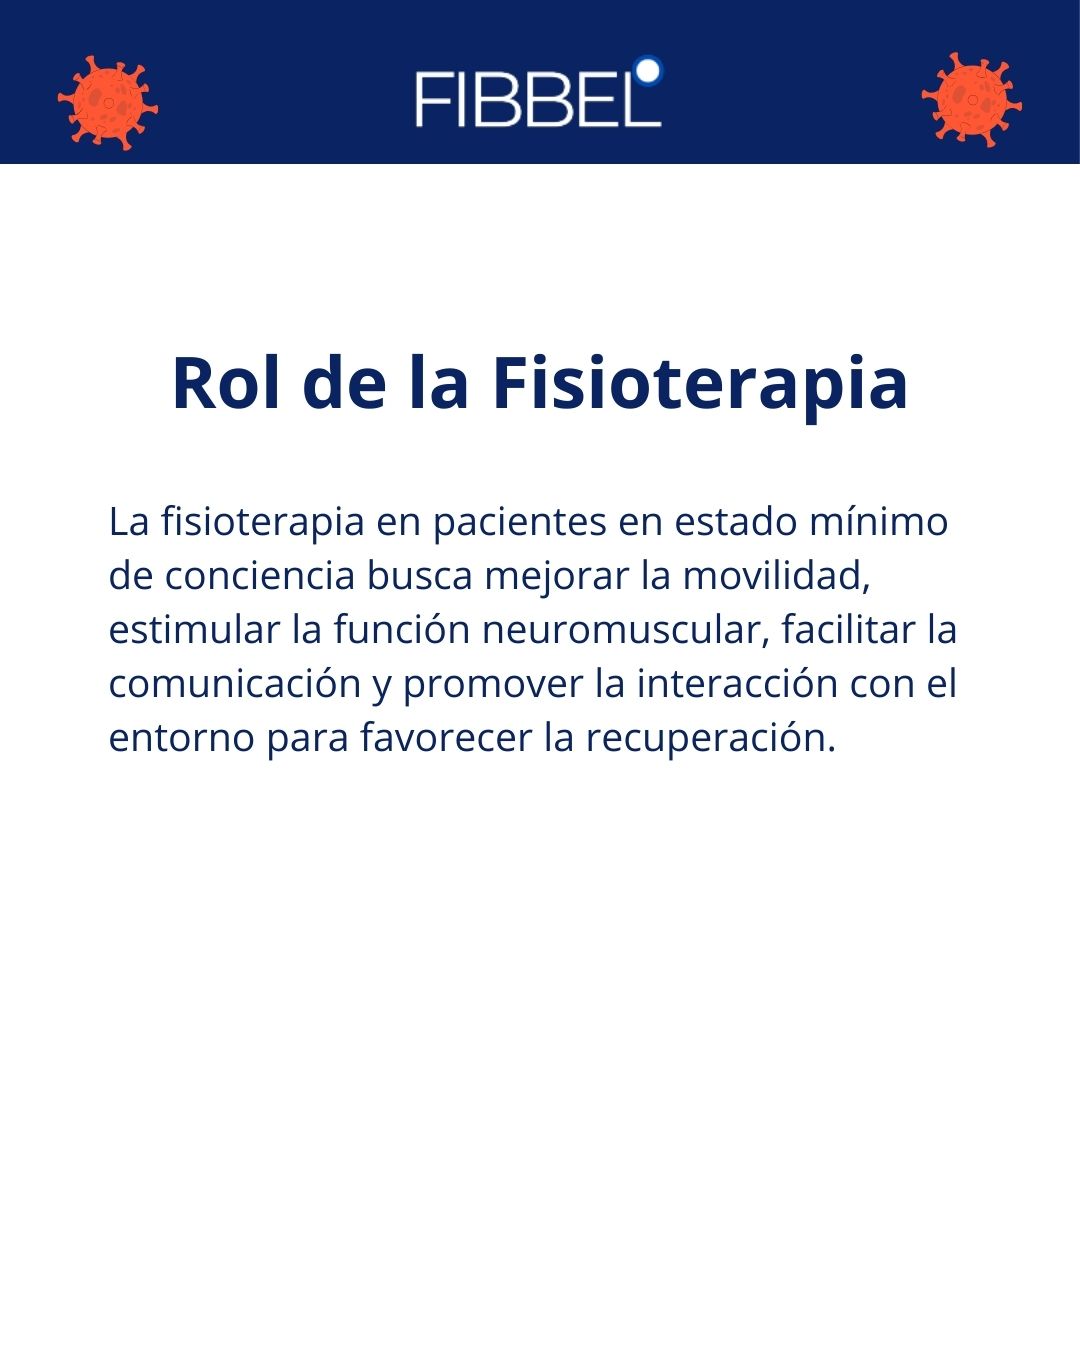 FIBBEL
Rol de la Fisioterapia
La fisioterapia en pacientes en estado mínimo
de conciencia busca mejorar la movilidad,
estimular la función neuromuscular, facilitar la
comunicación y promover la interacción con el
entorno para favorecer la recuperación.